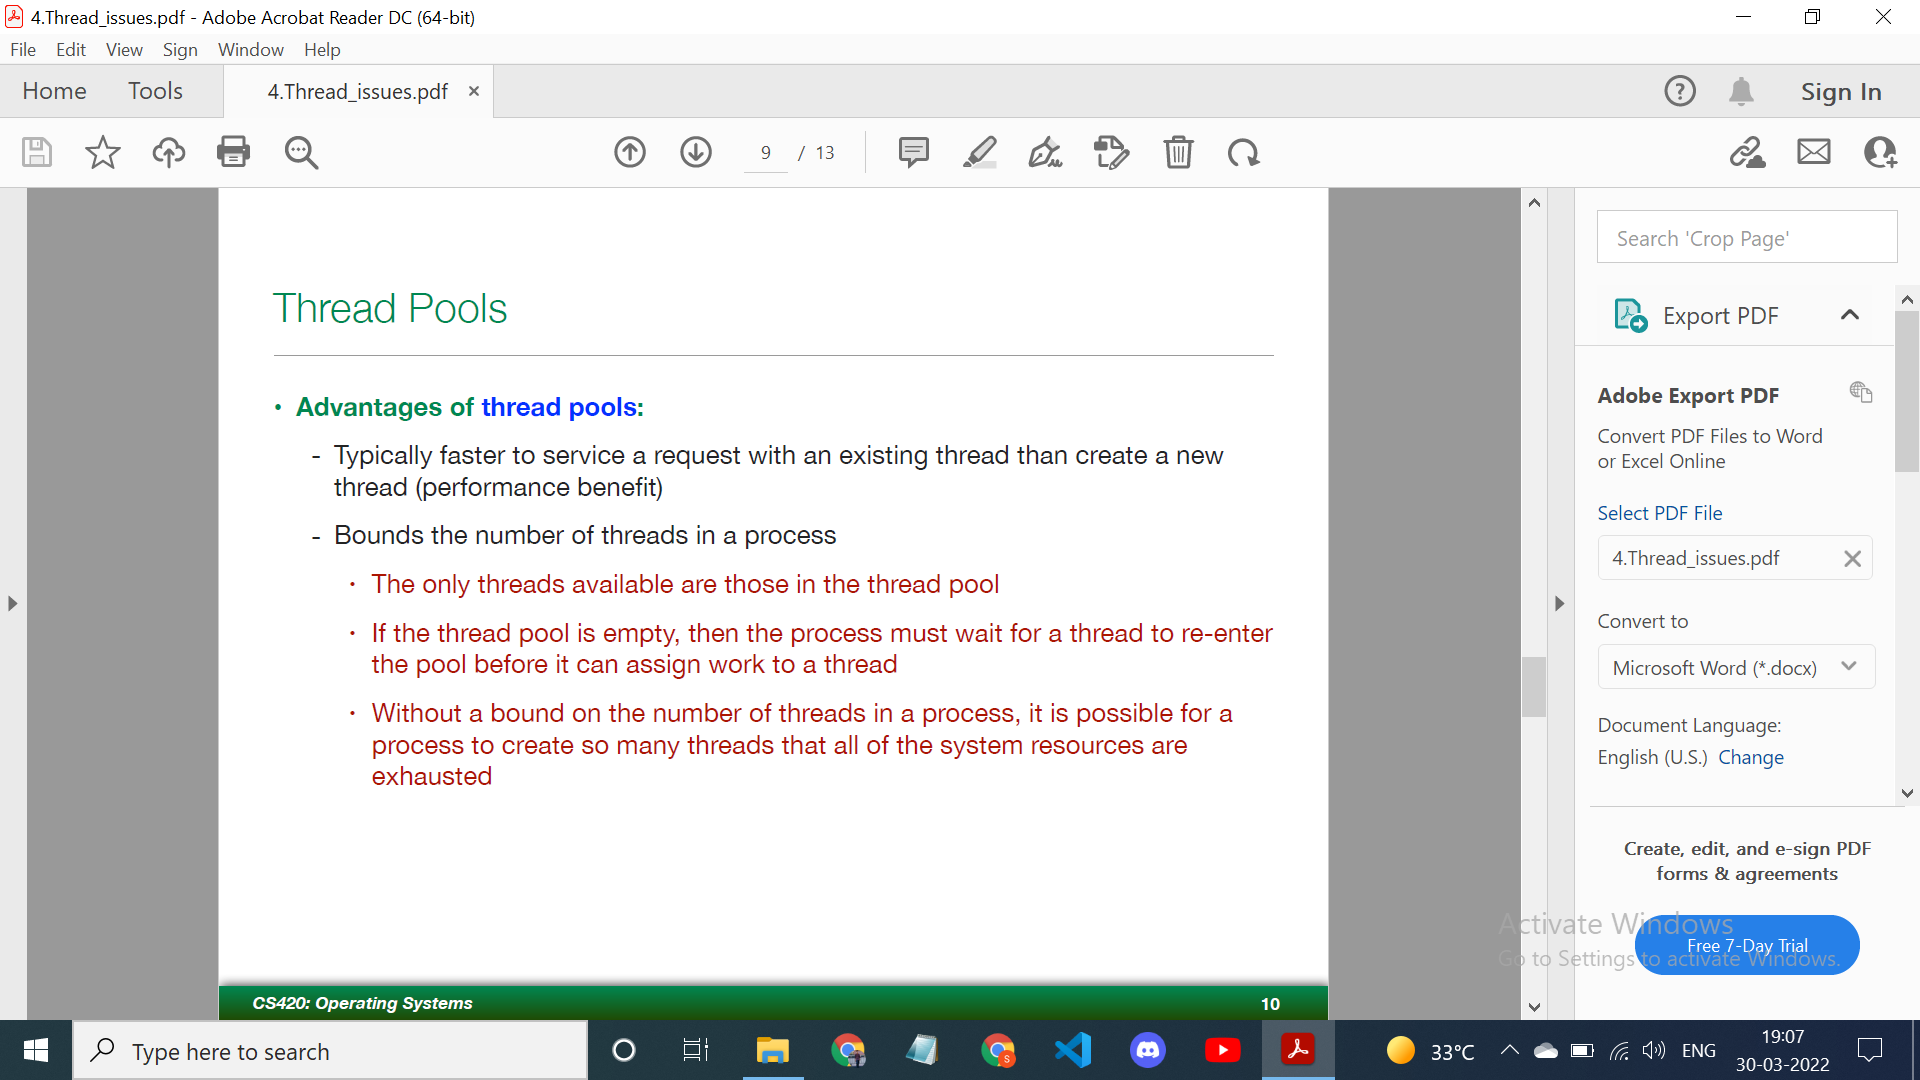 4.Thread_issues.pdf - Adobe Acrobat Reader DC (64-bit)
File Edit View Sign Window Help
Home Tools 4.Thread_issues.pdf × Sign In
9 / 13
Search 'Crop Page'
Export PDF
Adobe Export PDF
Convert PDF Files to Word
or Excel Online
Select PDF File
4.Thread_issues.pdf
Convert to
Microsoft Word (*.docx)
Document Language:
English (U.S.) Change
Create, edit, and e-sign PDF
forms & agreements
Free 7-Day Trial
Activate Windows
Go to Settings to activate Windows.
Thread Pools
• Advantages of thread pools:
- Typically faster to service a request with an existing thread than create a new
thread (performance benefit)
- Bounds the number of threads in a process
• The only threads available are those in the thread pool
• If the thread pool is empty, then the process must wait for a thread to re-enter
the pool before it can assign work to a thread
• Without a bound on the number of threads in a process, it is possible for a
process to create so many threads that all of the system resources are
exhausted
CS420: Operating Systems 10
Type here to search
33°C ENG
19:07
30-03-2022